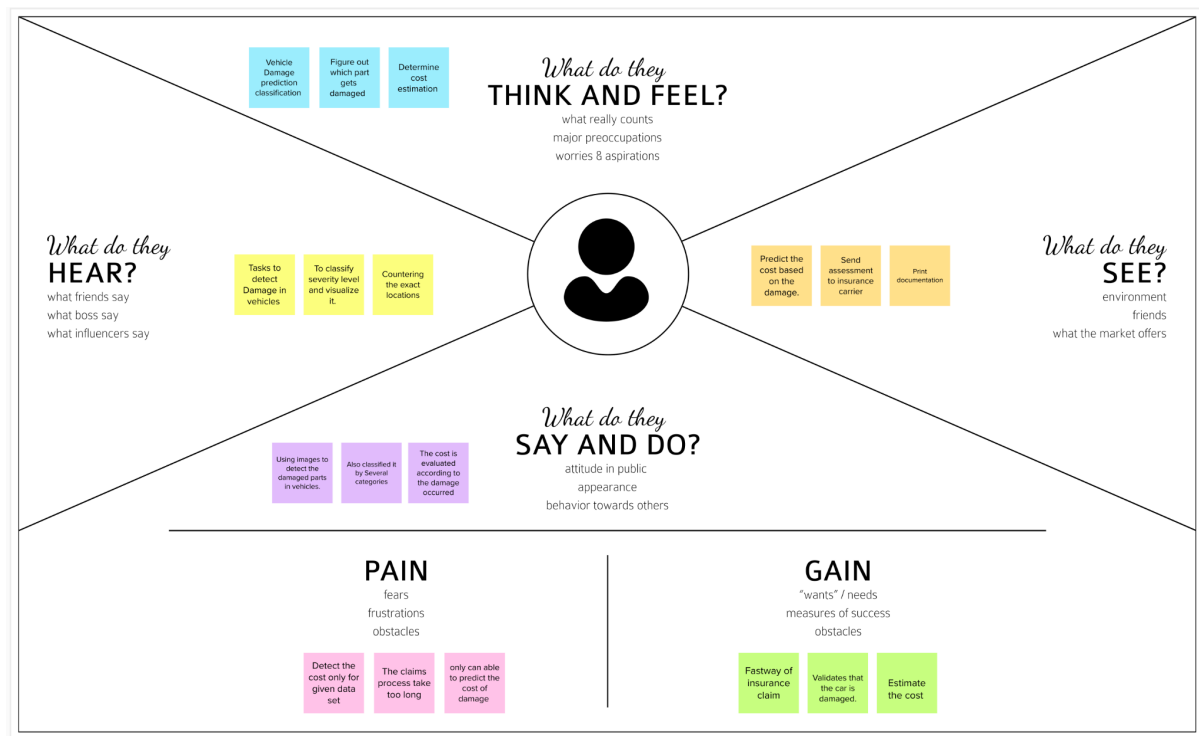 Vehicle
Damage
prediction
classification
Figure out
which part
gets
damaged
Determine
cost
estimation
What do they
THINK AND FEEL?
what really counts
major preoccupations
worries & aspirations
What do they
HEAR?
what friends say
what boss say
what influencers say
Tasks to
detect
Damage in
vehicles
To classify
severity level
and visualize
it.
Countering
the exact
locations
Predict the
cost based
on the
damage.
Send
assessment
to insurance
carrier
Print
documentation
What do they
SEE?
environment
friends
what the market offers
What do they
SAY AND DO?
attitude in public
appearance
behavior towards others
Using images to
detect the
damaged parts
in vehicles.
Also classified it
by Several
categories
The cost is
evaluated
according to
the damage
occurred
PAIN
fears
frustrations
obstacles
Detect the
cost only for
given data
set
The claims
process take
too long
only can able
to predict the
cost of
damage
GAIN
"wants" / needs
measures of success
obstacles
Fastway of
insurance
claim
Validates that
the car is
damaged.
Estimate
the cost